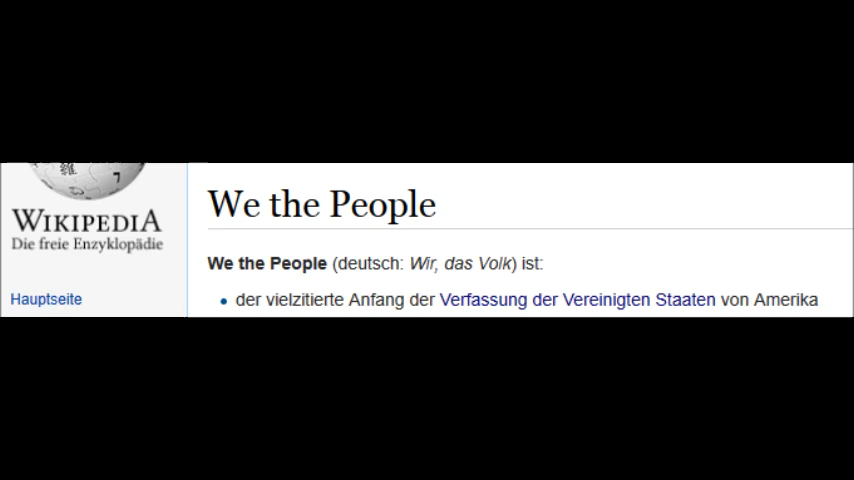 WIKIPEDIA
Die freie Enzyklopädie
Hauptseite
We the People
We the People (deutsch: Wir, das Volk) ist:
• der vielzitierte Anfang der Verfassung der Vereinigten Staaten von Amerika